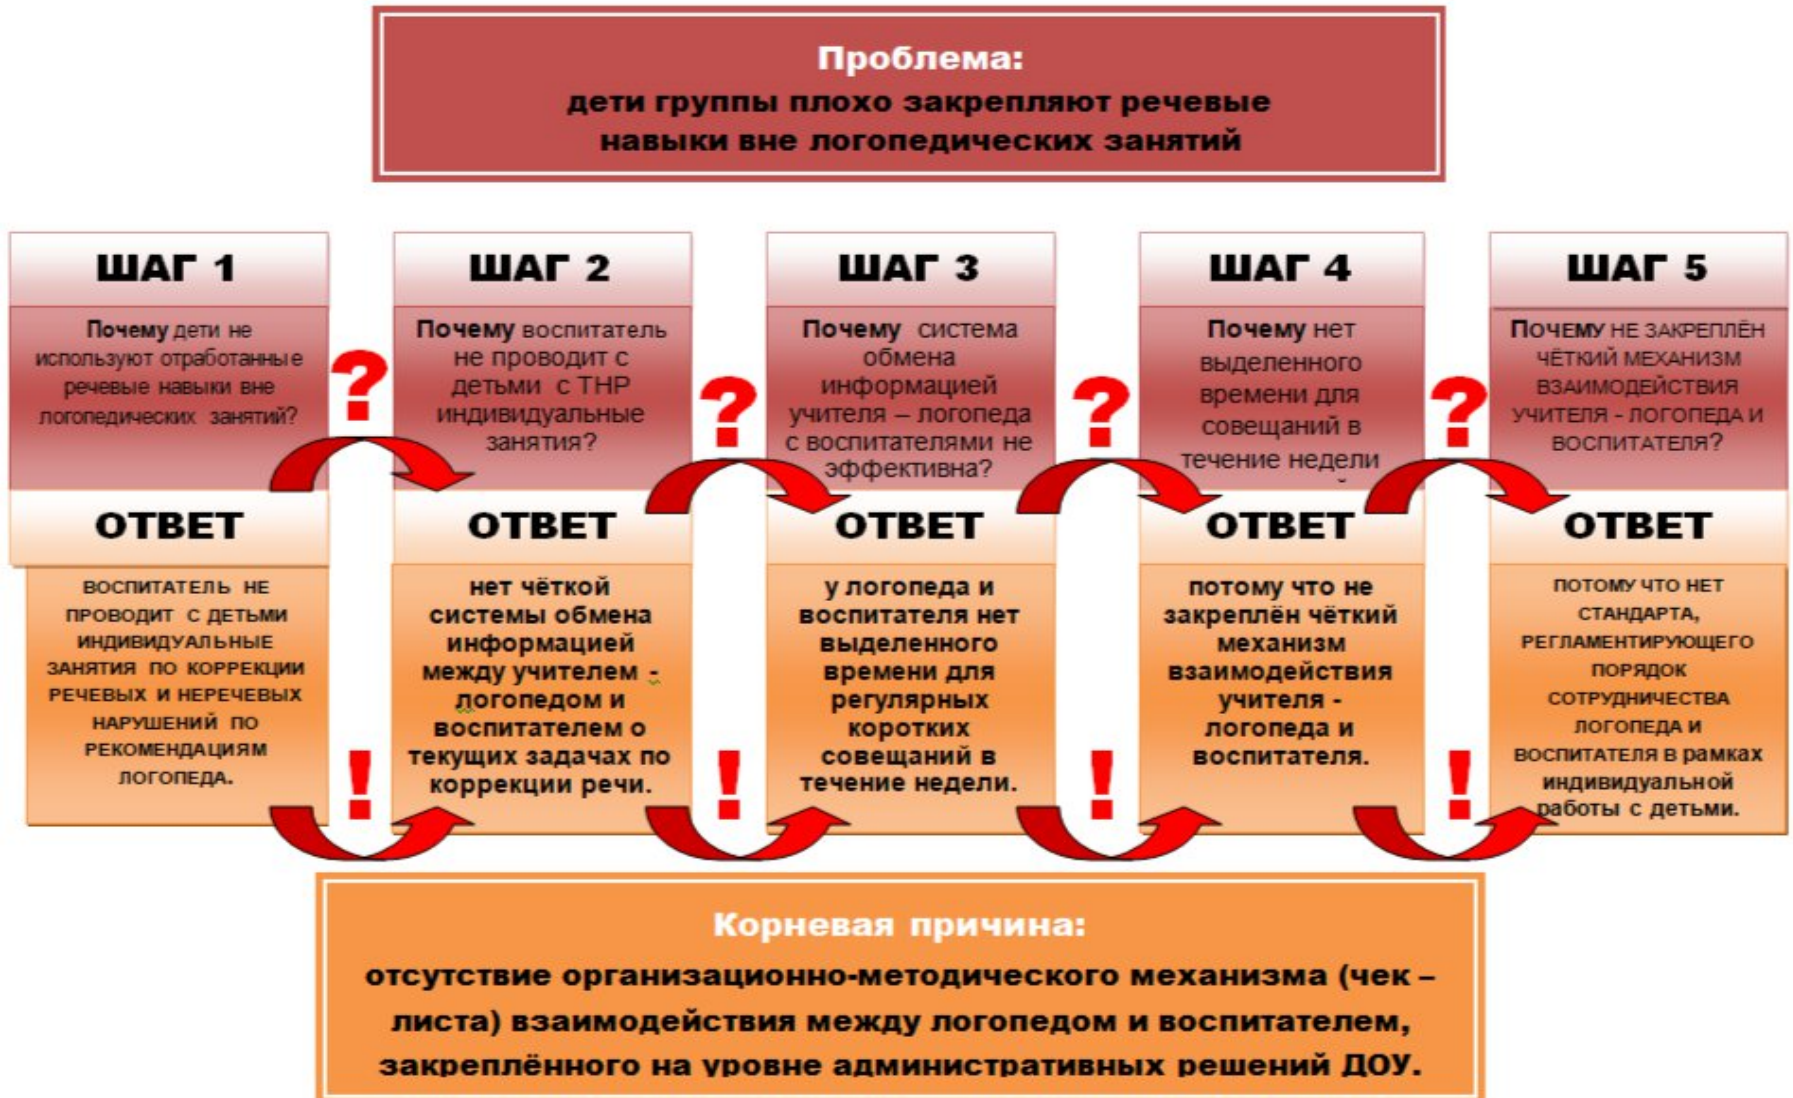 Проблема:
дети группы плохо закрепляют речевые
навыки вне логопедических занятий
ШАГ 1
Почему дети не
используют отработанные
речевые навыки вне
логопедических занятий?
?
ОТВЕТ
ВОСПИТАТЕЛЬ НЕ
ПРОВОДИТ С ДЕТЬМИ
ИНДИВИДУАЛЬНЫЕ
ЗАНЯТИЯ ПО КОРРЕКЦИИ
РЕЧЕВЫХ И НЕРЕЧЕВЫХ
НАРУШЕНИЙ ПО
РЕКОМЕНДАЦИЯМ
ЛОГОПЕДА.
!
ШАГ 2
Почему воспитатель
не проводит с
детьми с ТНР
индивидуальные
занятия?
?
ОТВЕТ
нет чёткой
системы обмена
информацией
между учителем -
логопедом и
воспитателем о
текущих задачах по
коррекции речи.
!
ШАГ 3
Почему система
обмена
информацией
учителя – логопеда
с воспитателями не
эффективна?
?
ОТВЕТ
у логопеда и
воспитателя нет
выделенного
времени для
регулярных
коротких
совещаний в
течение недели.
!
ШАГ 4
Почему нет
выделенного
времени для
совещаний в
течение недели
?
ОТВЕТ
потому что не
закреплён чёткий
механизм
взаимодействия
учителя -
логопеда и
воспитателя.
!
ШАГ 5
ПОЧЕМУ НЕ ЗАКРЕПЛЁН
ЧЁТКИЙ МЕХАНИЗМ
ВЗАИМОДЕЙСТВИЯ
УЧИТЕЛЯ - ЛОГОПЕДА И
ВОСПИТАТЕЛЯ?
ОТВЕТ
ПОТОМУ ЧТО НЕТ
СТАНДАРТА,
РЕГЛАМЕНТИРУЮЩЕГО
ПОРЯДОК
СОТРУДНИЧЕСТВА
ЛОГОПЕДА И
ВОСПИТАТЕЛЯ В рамках
индивидуальной
работы с детьми.
Корневая причина:
отсутствие организационно-методического механизма (чек –
листа) взаимодействия между логопедом и воспитателем,
закреплённого на уровне административных решений ДОУ.